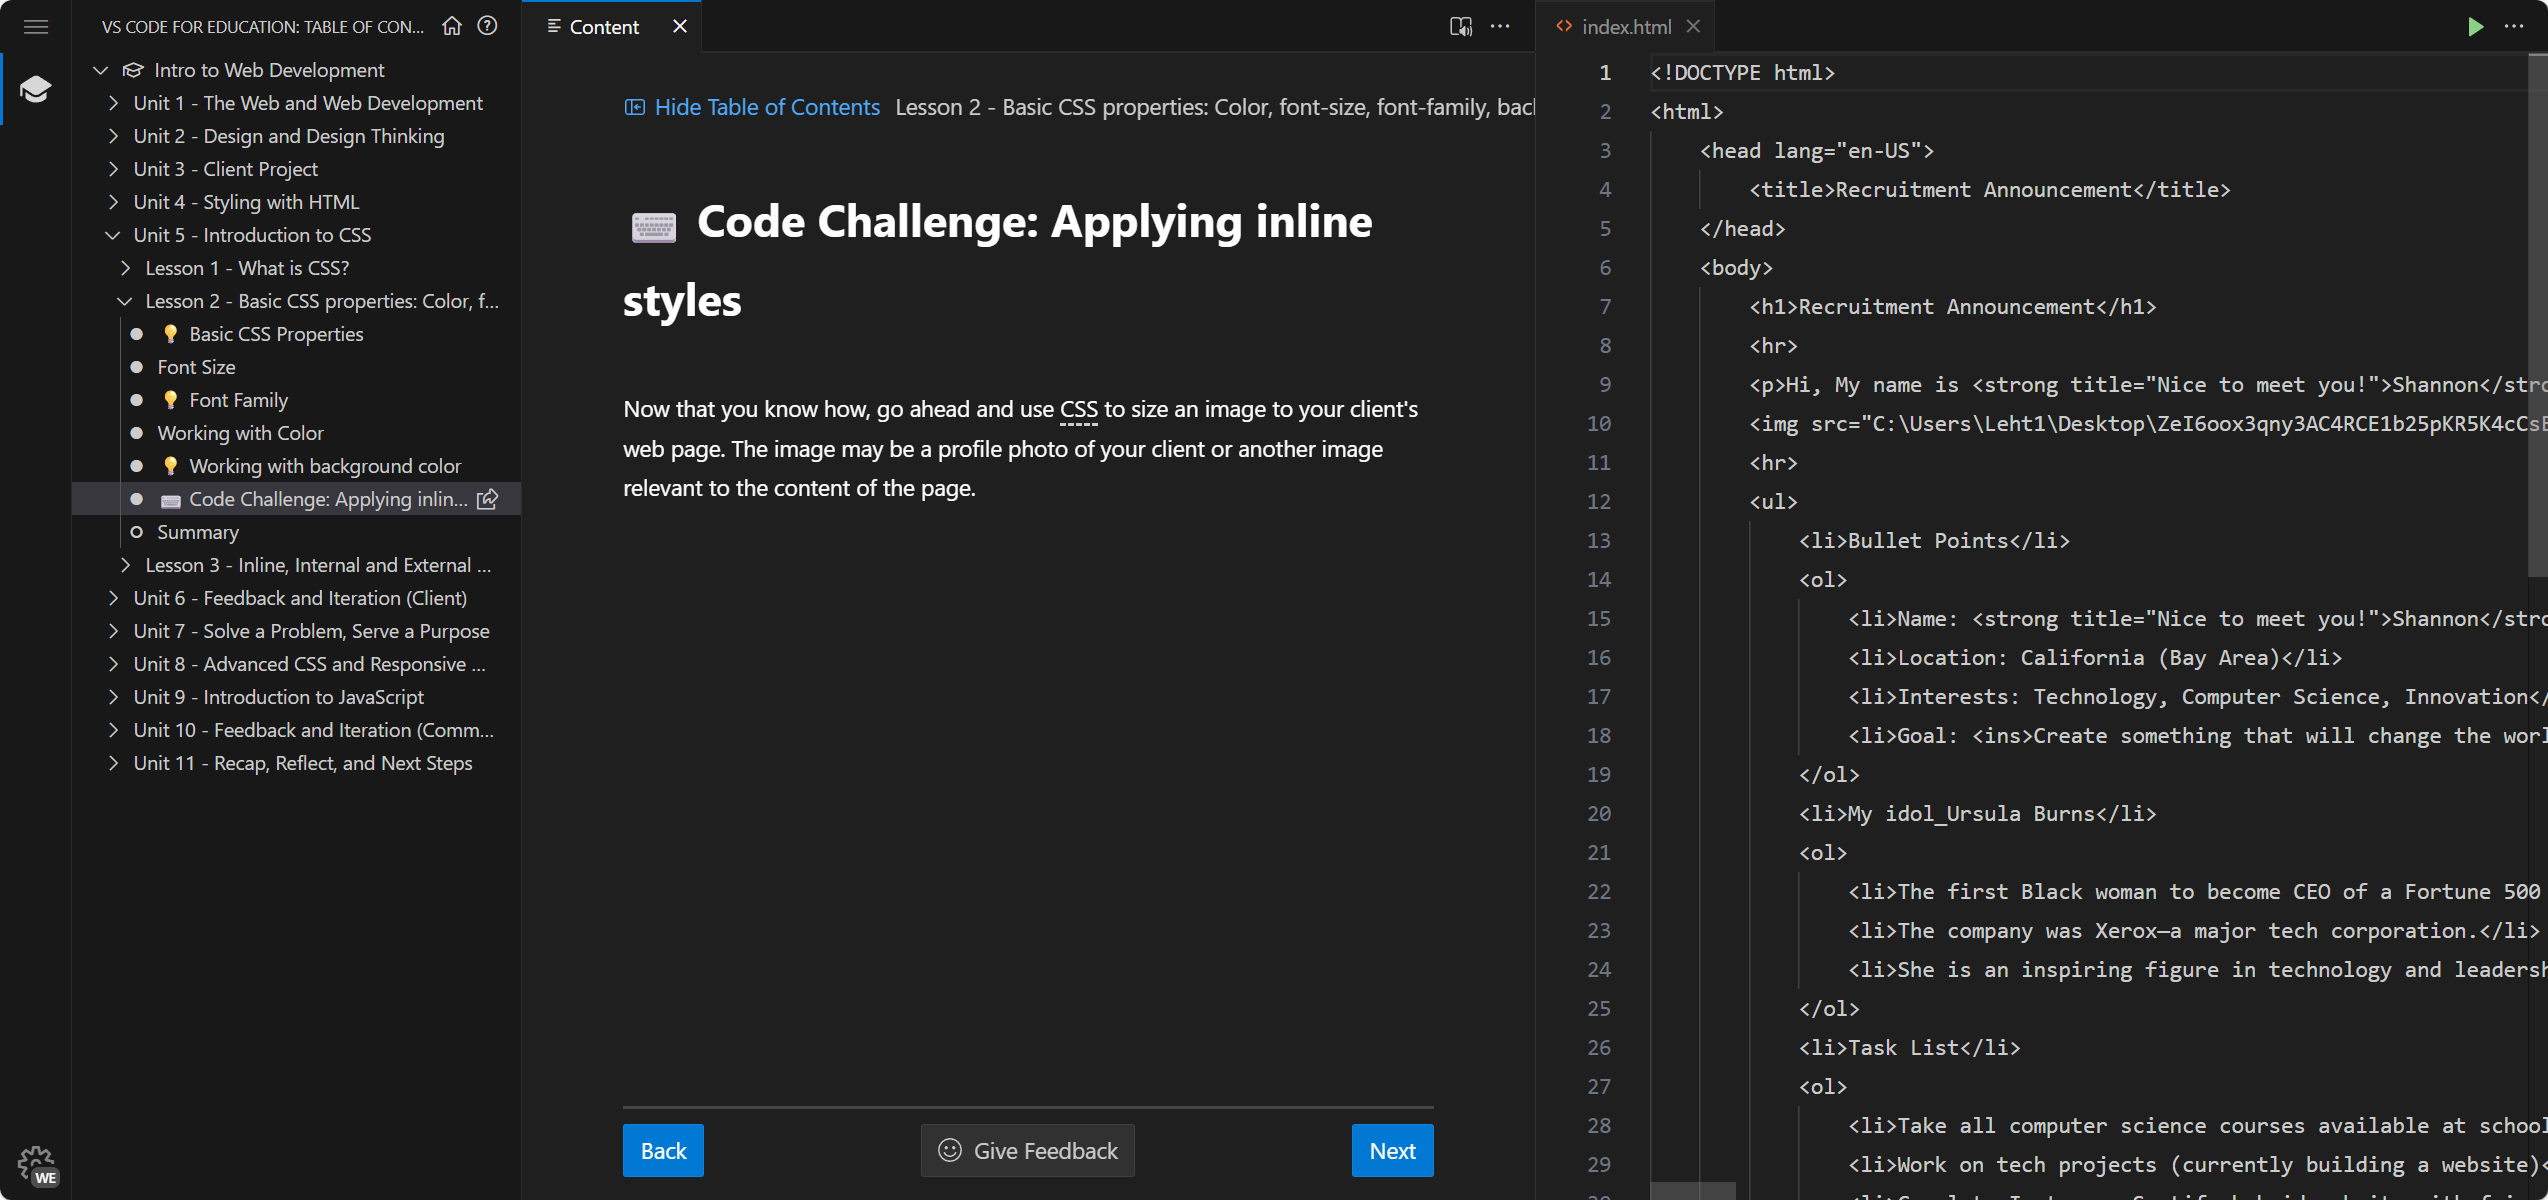 VS CODE FOR EDUCATION: TABLE OF CON...
Intro to Web Development
Unit 1 - The Web and Web Development
Unit 2 - Design and Design Thinking
Unit 3 - Client Project
Unit 4 - Styling with HTML
Unit 5 - Introduction to CSS
Lesson 1 - What is CSS?
Lesson 2 - Basic CSS properties: Color, f...
Basic CSS Properties
Font Size
Font Family
Working with Color
Working with background color
Code Challenge: Applying inlin...
Summary
Lesson 3 - Inline, Internal and External ...
Unit 6 - Feedback and Iteration (Client)
Unit 7 - Solve a Problem, Serve a Purpose
Unit 8 - Advanced CSS and Responsive ...
Unit 9 - Introduction to JavaScript
Unit 10 - Feedback and Iteration (Comm...
Unit 11 - Recap, Reflect, and Next Steps
WE
Content
Hide Table of Contents Lesson 2 - Basic CSS properties: Color, font-size, font-family, bac
Code Challenge: Applying inline
styles
Now that you know how, go ahead and use CSS to size an image to your client's
web page. The image may be a profile photo of your client or another image
relevant to the content of the page.
Back
Give Feedback
Next
index.html
1 <!DOCTYPE html>
2 <html>
3 <head lang="en-US">
4 <title>Recruitment Announcement</title>
5 </head>
6 <body>
7 <h1>Recruitment Announcement</h1>
8 <hr>
9 <p>Hi, My name is <strong title="Nice to meet you!">Shannon</stro
10 <img src="C:\Users\Leht1\Desktop\ZeI6oox3qny3AC4RCE1b25pKR5K4cCs
11 <hr>
12 <ul>
13 <li>Bullet Points</li>
14 <ol>
15 <li>Name: <strong title="Nice to meet you!">Shannon</stro
16 <li>Location: California (Bay Area)</li>
17 <li>Interests: Technology, Computer Science, Innovation</
18 <li>Goal: <ins>Create something that will change the worl
19 </ol>
20 <li>My idol_Ursula Burns</li>
21 <ol>
22 <li>The first Black woman to become CEO of a Fortune 500
23 <li>The company was Xerox—a major tech corporation.</li>
24 <li>She is an inspiring figure in technology and leadersh
25 </ol>
26 <li>Task List</li>
27 <ol>
28 <li>Take all computer science courses available at school
29 <li>Work on tech projects (currently building a website)<